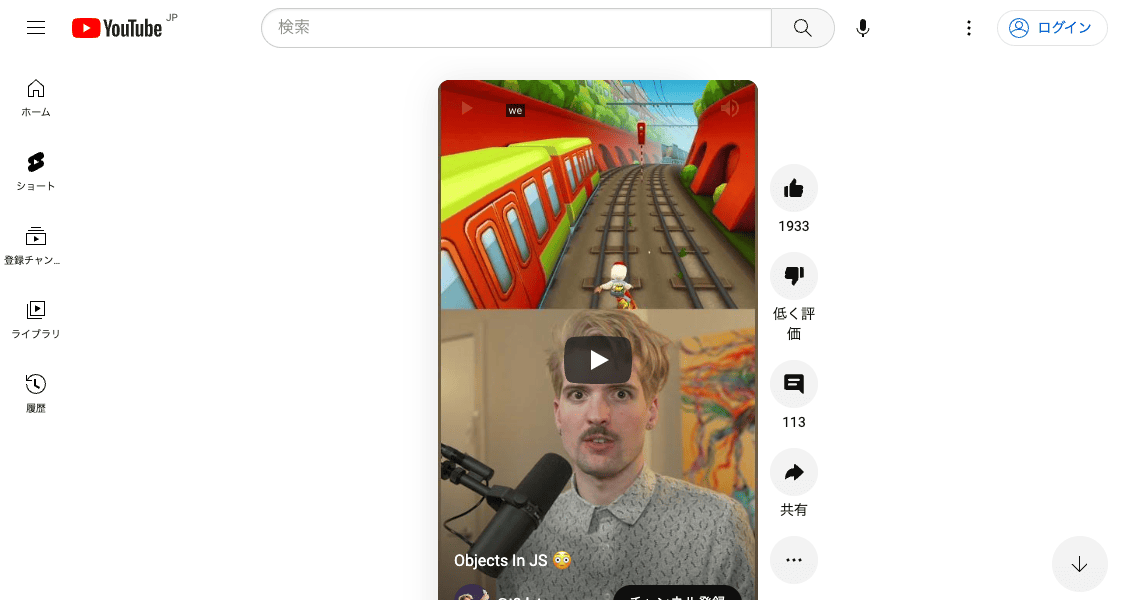 YouTube JP
検索
ログイン
ホーム
ショート
登録チャン...
ライブラリ
履歴
we
1933
低く評
価
113
共有
Objects In JS 😳
チャンネル登録